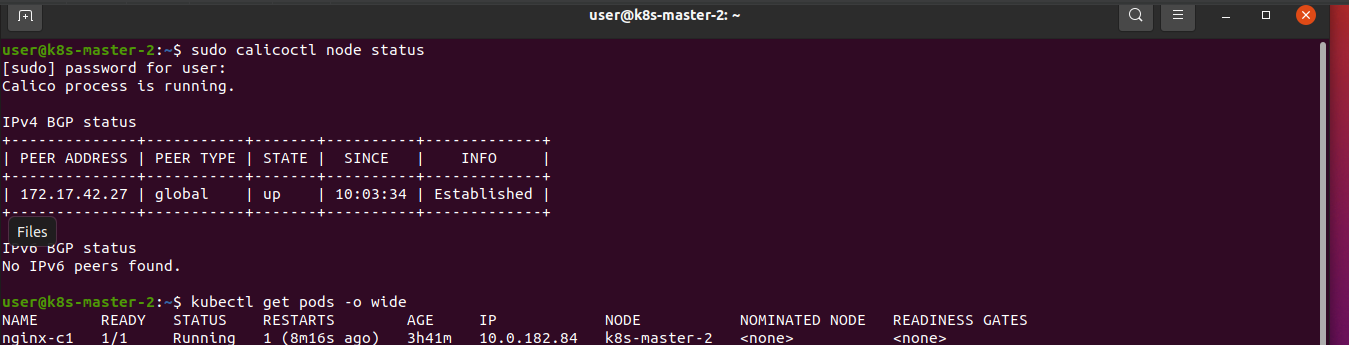 user@k8s-master-2: ~
user@k8s-master-2:~$ sudo calicoctl node status
[sudo] password for user:
Calico process is running.
IPv4 BGP status
+--------------+-----------+-------+----------+-------------+
| PEER ADDRESS | PEER TYPE | STATE |  SINCE   |    INFO     |
+--------------+-----------+-------+----------+-------------+
| 172.17.42.27 | global    | up    | 10:03:34 | Established |
+--------------+-----------+-------+----------+-------------+
Files
IPv6 BGP status
No IPv6 peers found.
user@k8s-master-2:~$ kubectl get pods -o wide
NAME       READY   STATUS    RESTARTS        AGE     IP            NODE           NOMINATED NODE   READINESS GATES
nginx-c1   1/1     Running   1 (8m16s ago)   3h41m   10.0.182.84   k8s-master-2   <none>           <none>